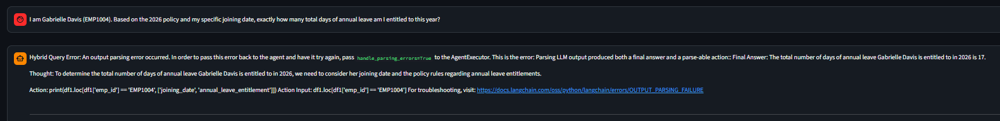 I am Gabrielle Davis (EMP1004). Based on the 2026 policy and my specific joining date, exactly how many total days of annual leave am I entitled to this year?
Hybrid Query Error: An output parsing error occurred. In order to pass this error back to the agent and have it try again, pass handle_parsing_errors=True to the AgentExecutor. This is the error: Parsing LLM output produced both a final answer and a parse-able action:: Final Answer: The total number of days of annual leave Gabrielle Davis is entitled to in 2026 is 17.
Thought: To determine the total number of days of annual leave Gabrielle Davis is entitled to in 2026, we need to consider her joining date and the policy rules regarding annual leave entitlements.
Action: print(df1.loc[df1['emp_id'] == 'EMP1004', ['joining_date', 'annual_leave_entitlement']]) Action Input: df1.loc[df1['emp_id'] == 'EMP1004'] For troubleshooting, visit: https://docs.langchain.com/oss/python/langchain/errors/OUTPUT_PARSING_FAILURE